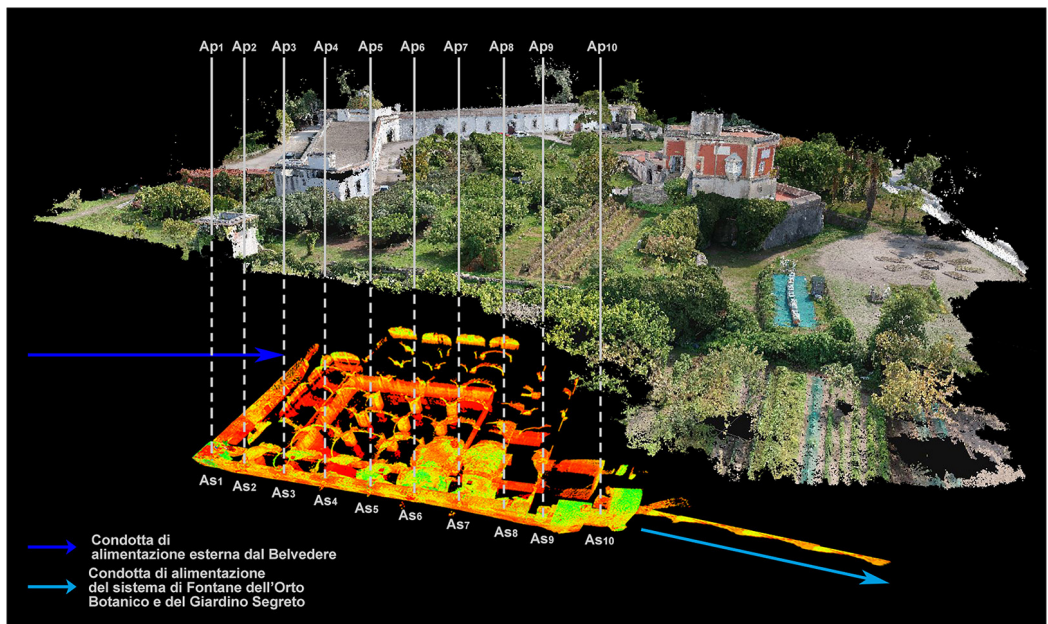 Ap1 Ap2 Ap3 Ap4 Ap5 Ap6 Ap7 Ap8 Ap9 Ap10
As1 As2 As3 As4 As5 As6 As7 As8 As9 As10
Condotta di
alimentazione esterna dal Belvedere
Condotta di alimentazione
del sistema di Fontane dell'Orto
Botanico e del Giardino Segreto